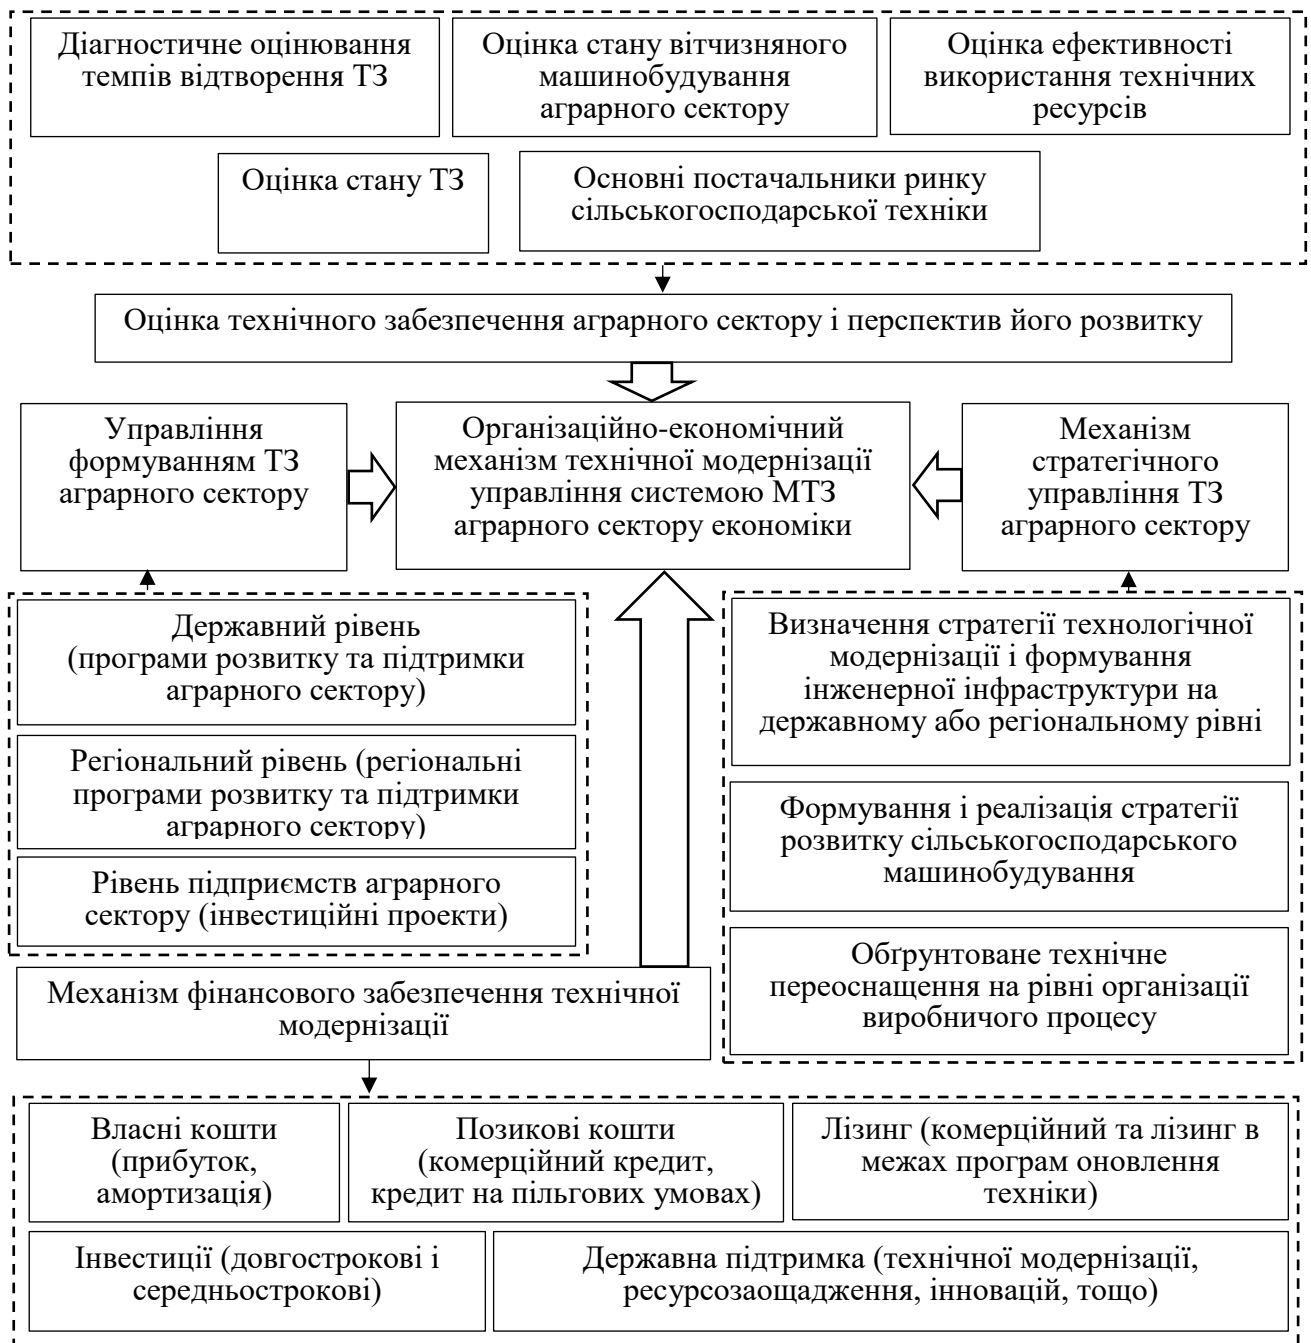 Діагностичне оцінювання
темпів відтворення ТЗ
Оцінка стану вітчизняного
машинобудування
аграрного сектору
Оцінка ефективності
використання технічних
ресурсів
Оцінка стану ТЗ
Основні постачальники ринку
сільськогосподарської техніки
Оцінка технічного забезпечення аграрного сектору і перспектив його розвитку
Управління
формуванням ТЗ
аграрного сектору
Організаційно-економічний
механізм технічної модернізації
управління системою МТЗ
аграрного сектору економіки
Механізм
стратегічного
управління ТЗ
аграрного сектору
Державний рівень
(програми розвитку та підтримки
аграрного сектору)
Регіональний рівень (регіональні
програми розвитку та підтримки
аграрного сектору)
Рівень підприємств аграрного
сектору (інвестиційні проекти)
Визначення стратегії технологічної
модернізації і формування
інженерної інфраструктури на
державному або регіональному рівні
Формування і реалізація стратегії
розвитку сільськогосподарського
машинобудування
Обґрунтоване технічне
переоснащення на рівні організації
виробничого процесу
Механізм фінансового забезпечення технічної
модернізації
Власні кошти
(прибуток,
амортизація)
Позикові кошти
(комерційний кредит,
кредит на пільгових умовах)
Лізинг (комерційний та лізинг в
межах програм оновлення
техніки)
Інвестиції (довгострокові і
середньострокові)
Державна підтримка (технічної модернізації,
ресурсозаощадження, інновацій, тощо)